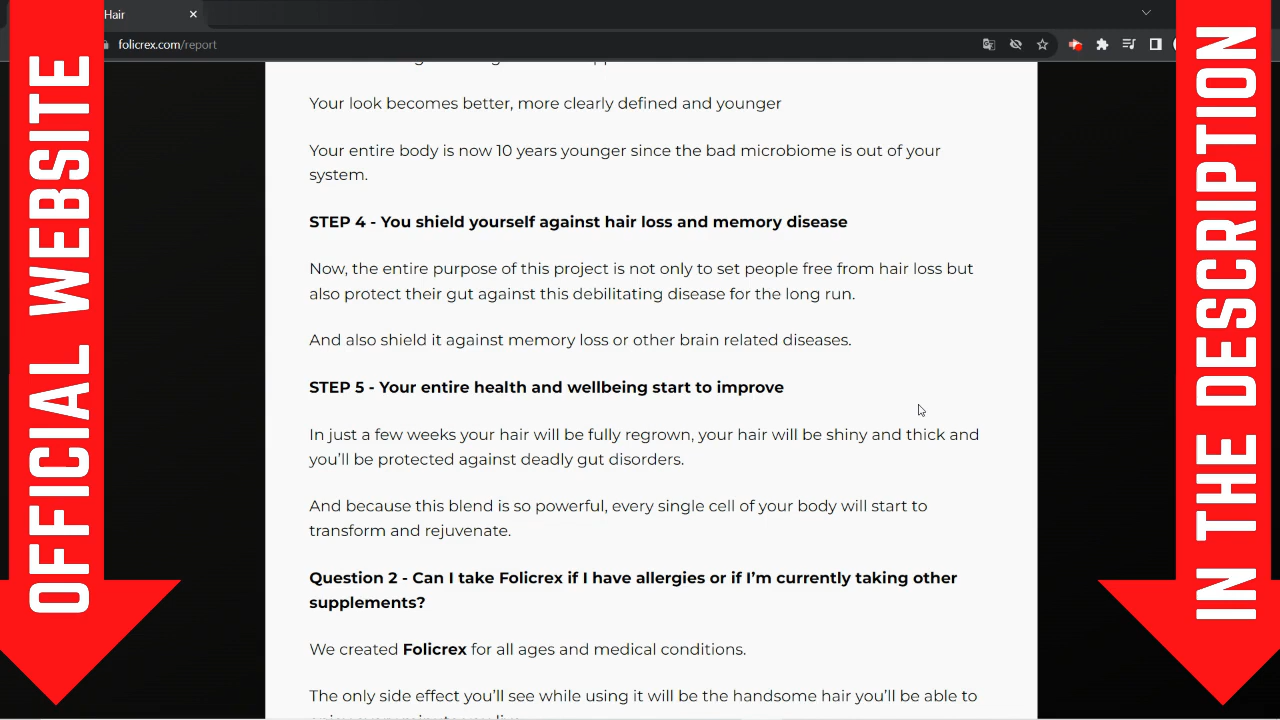 Hair
folicrex.com/report
OFFICIAL WEBSITE
IN THE DESCRIPTION
Your look becomes better, more clearly defined and younger
Your entire body is now 10 years younger since the bad microbiome is out of your
system.
STEP 4 - You shield yourself against hair loss and memory disease
Now, the entire purpose of this project is not only to set people free from hair loss but
also protect their gut against this debilitating disease for the long run.
And also shield it against memory loss or other brain related diseases.
STEP 5 - Your entire health and wellbeing start to improve
In just a few weeks your hair will be fully regrown, your hair will be shiny and thick and
you’ll be protected against deadly gut disorders.
And because this blend is so powerful, every single cell of your body will start to
transform and rejuvenate.
Question 2 - Can I take Folicrex if I have allergies or if I’m currently taking other
supplements?
We created Folicrex for all ages and medical conditions.
The only side effect you’ll see while using it will be the handsome hair you’ll be able to